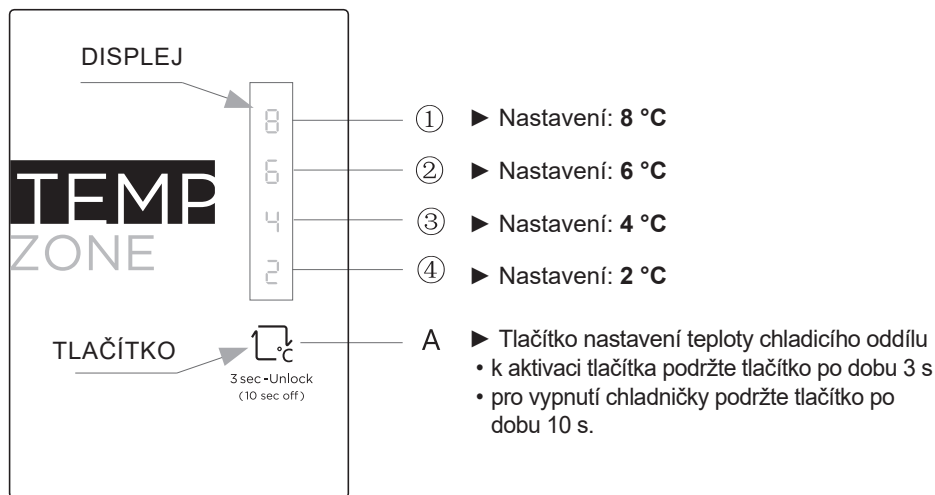 DISPLEJ
8 ① ► Nastavení: 8 °C
6 ② ► Nastavení: 6 °C
TEMP
4 ③ ► Nastavení: 4 °C
ZONE
2 ④ ► Nastavení: 2 °C
TLAČÍTKO °C A ► Tlačítko nastavení teploty chladicího oddílu
3 sec-Unlock
(10 sec off)
• k aktivaci tlačítka podržte tlačítko po dobu 3 s
• pro vypnutí chladničky podržte tlačítko po
dobu 10 s.